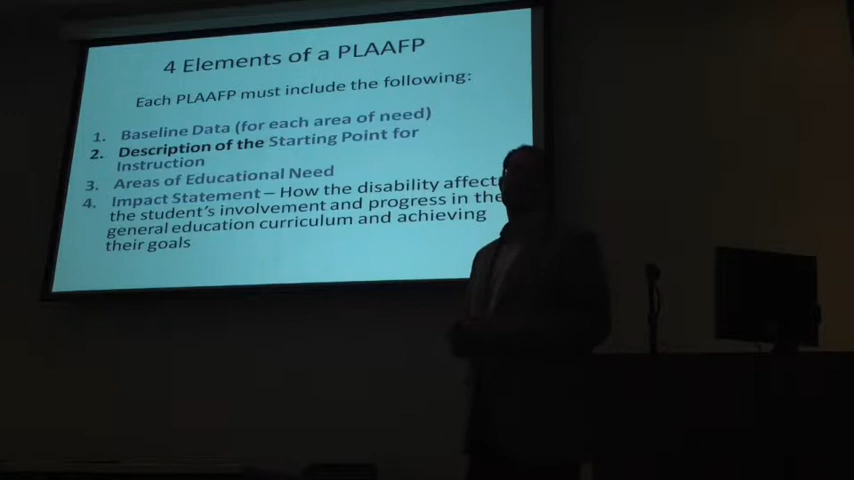 4 Elements of a PLAAFP
Each PLAAFP must include the following:
1. Baseline Data (for each area of need)
2. Description of the Starting Point for
Instruction
3. Areas of Educational Need
4. Impact Statement – How the disability affects
the student's involvement and progress in the
general education curriculum and achieving
their goals